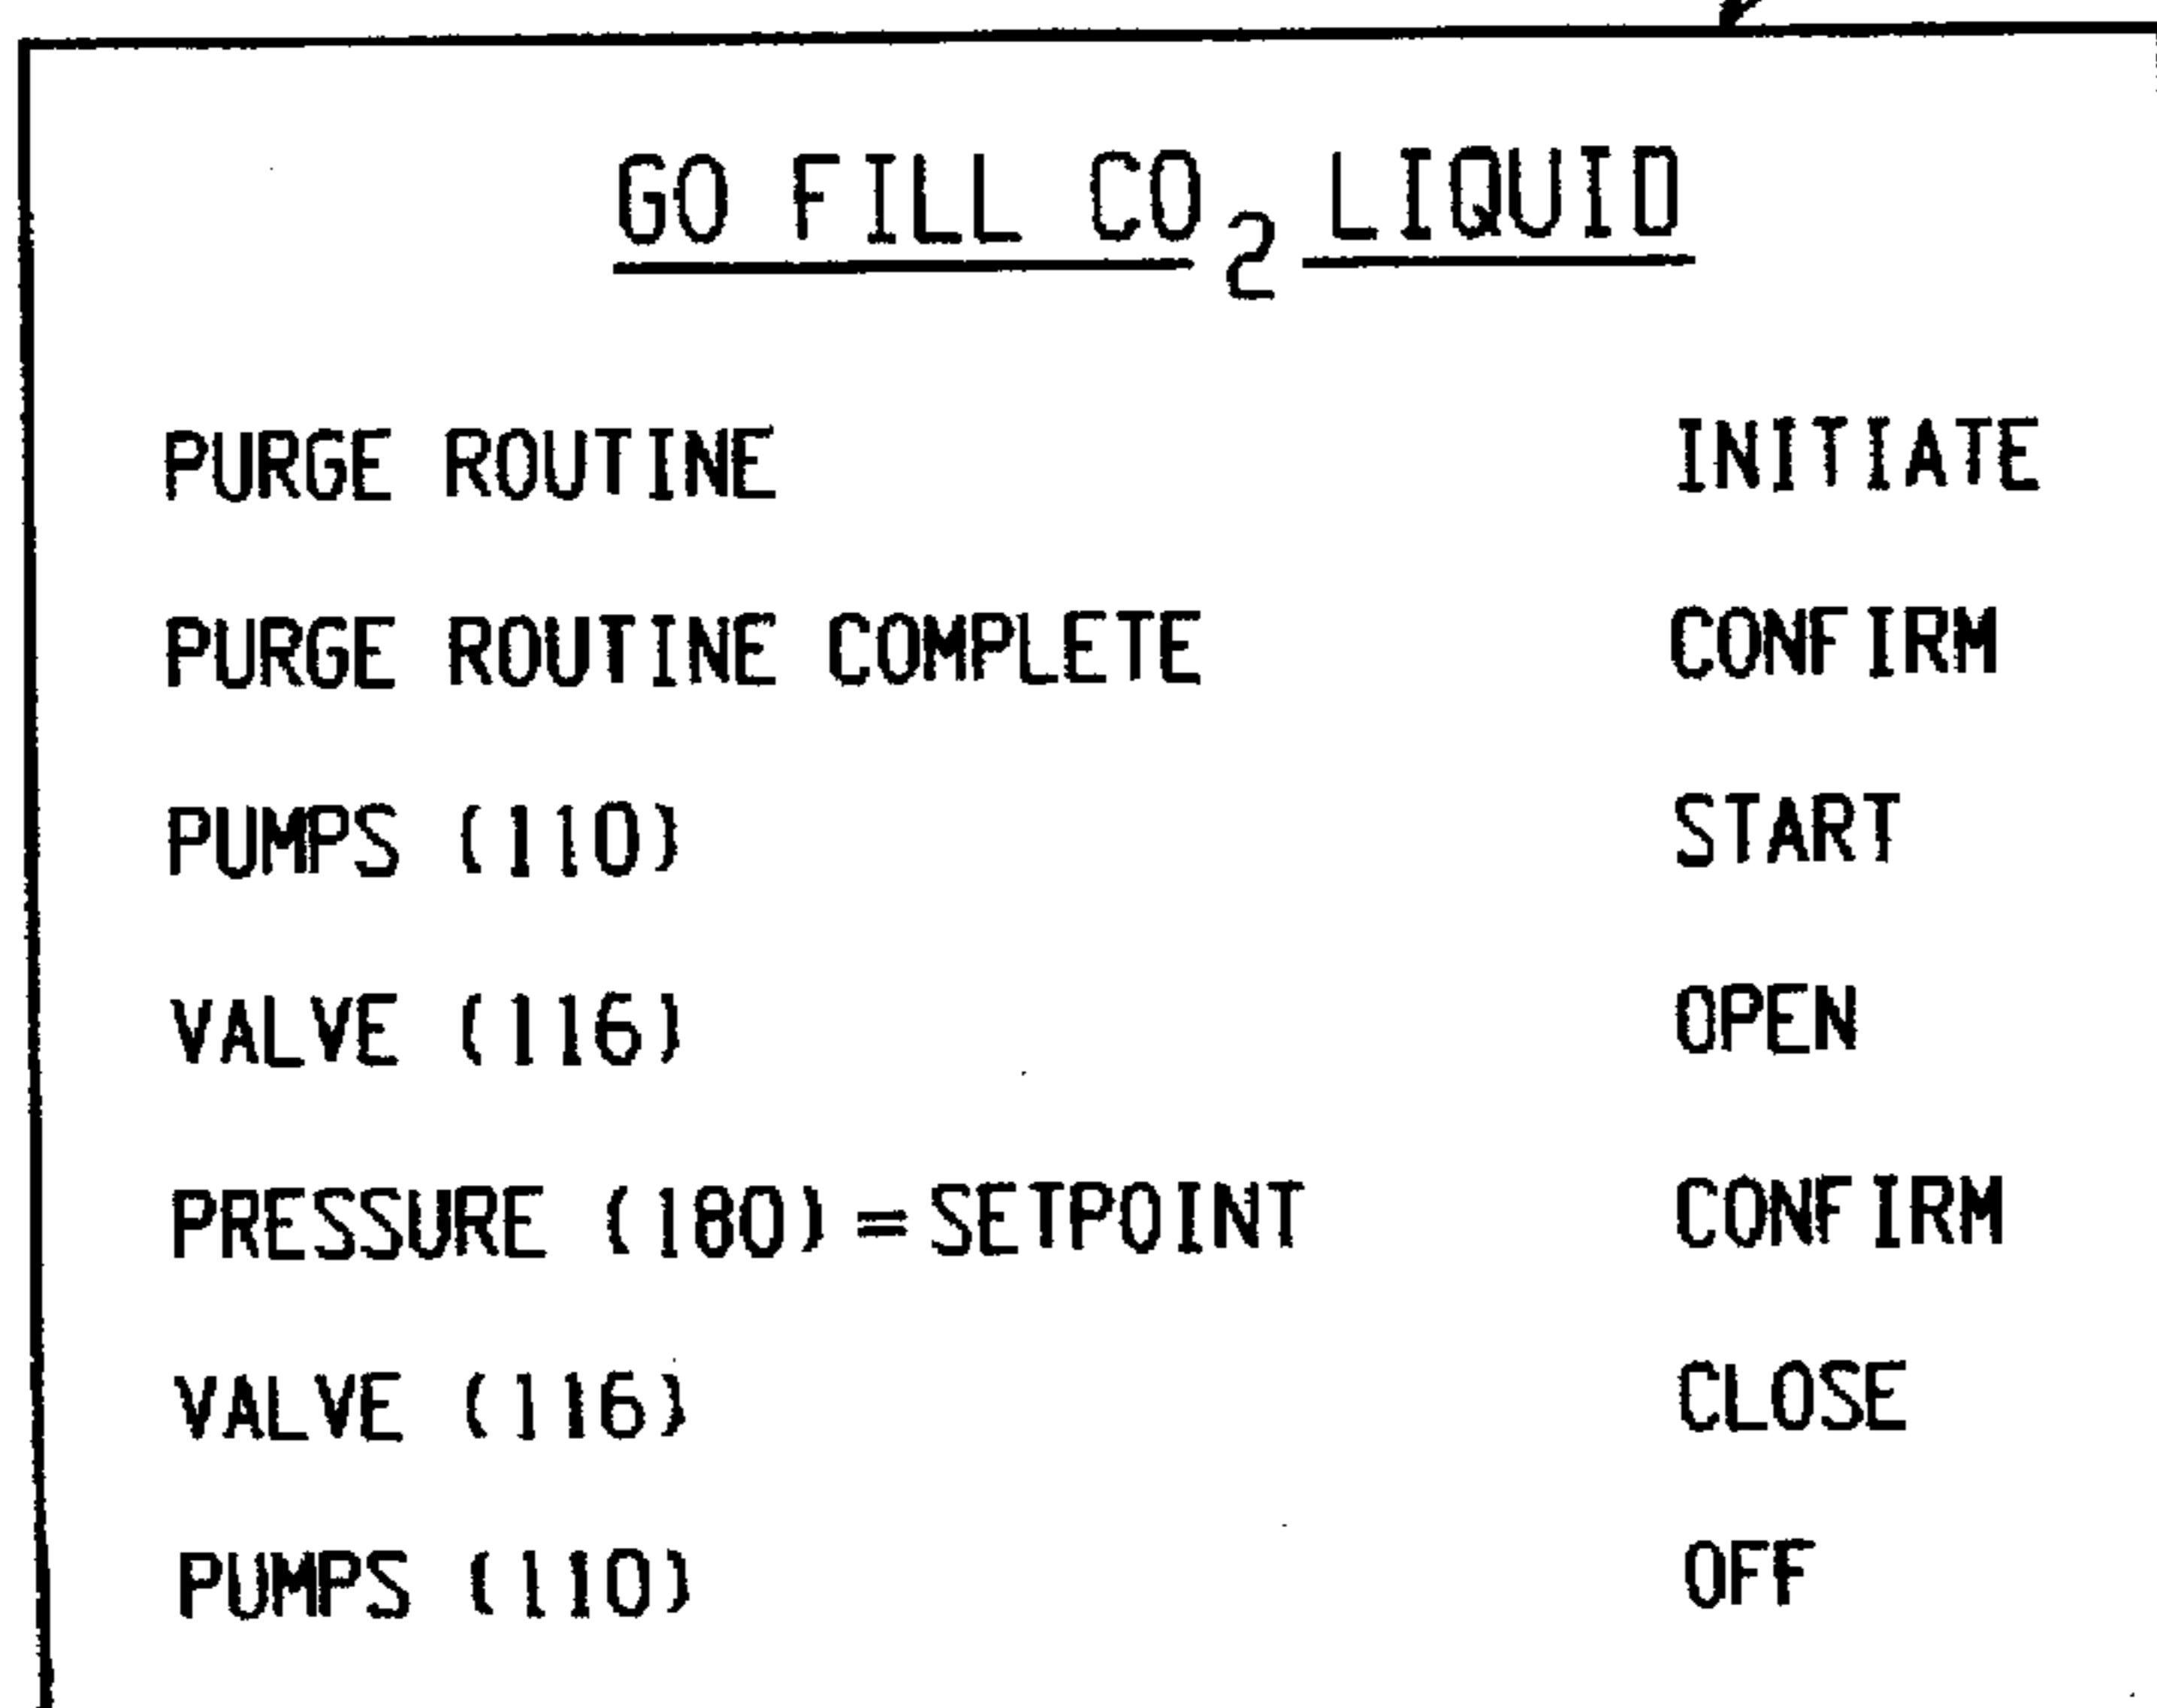 GO FILL CO2 LIQUID
PURGE ROUTINE INITIATE
PURGE ROUTINE COMPLETE CONFIRM
PUMPS (110) START
VALVE (116) OPEN
PRESSURE (180) = SETPOINT CONFIRM
VALVE (116) CLOSE
PUMPS (110) OFF